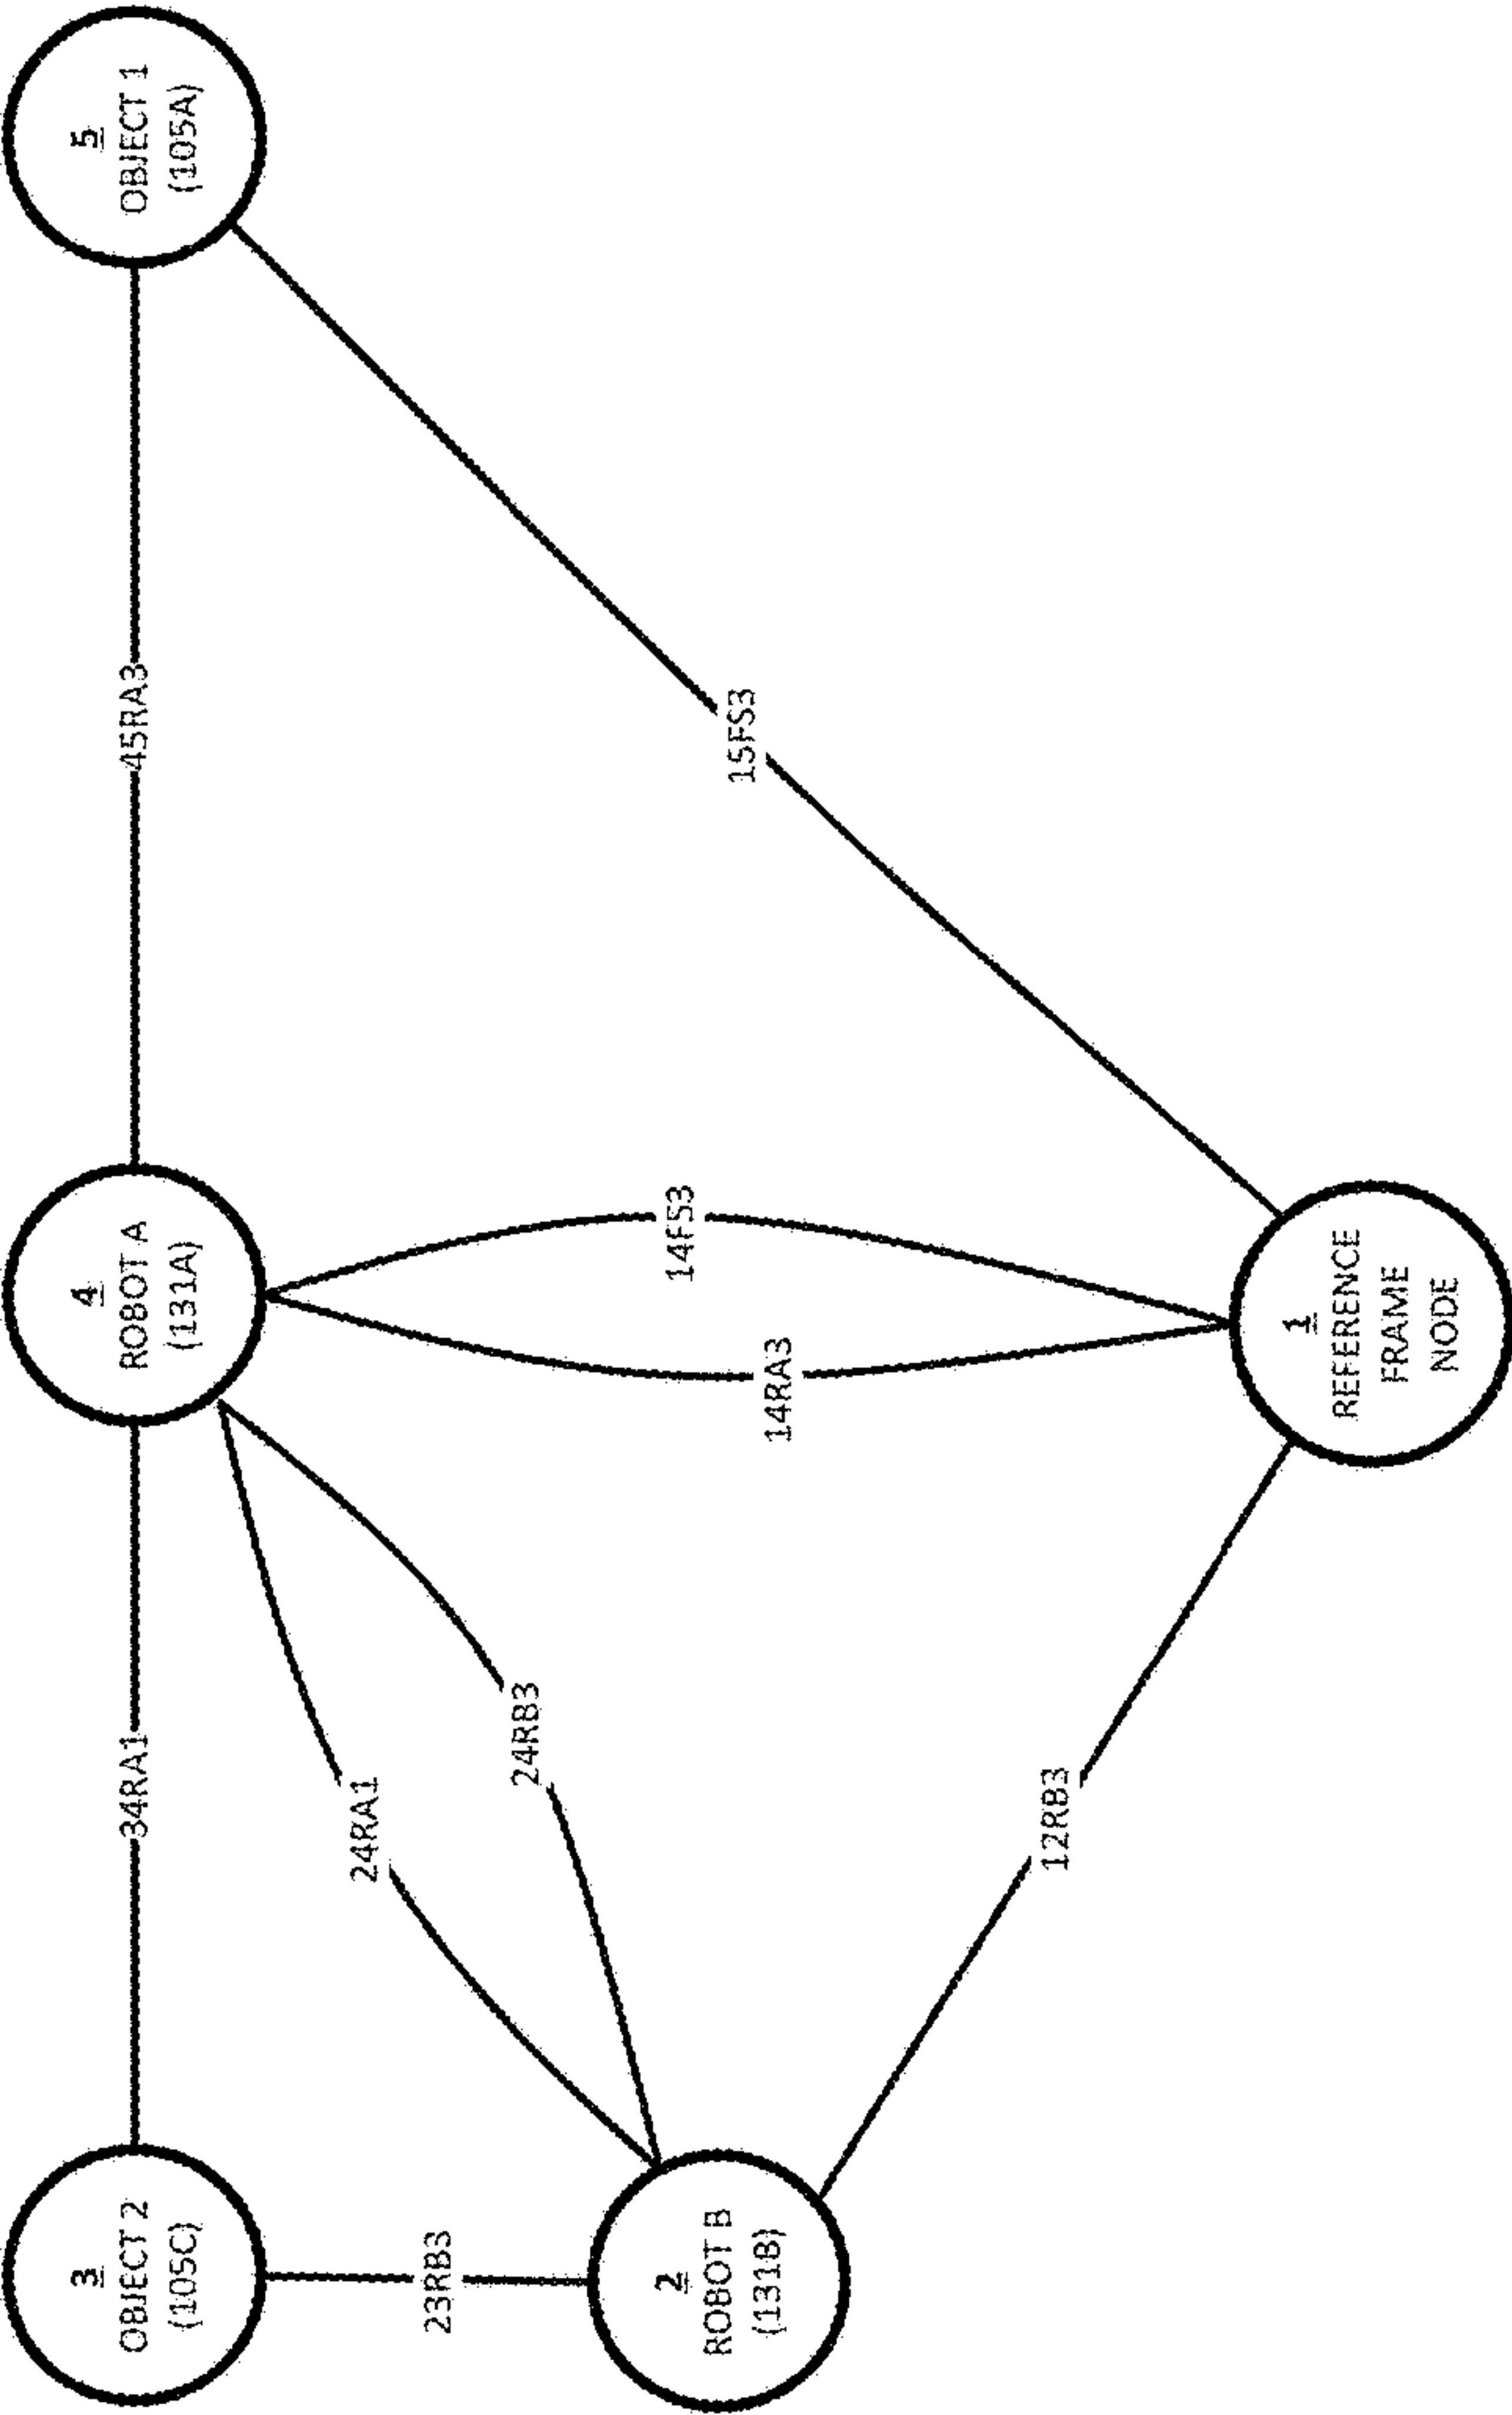 3
OBJECT 2
(105C)
34RA1
4
ROBOT A
(131A)
45RA3
5
OBJECT 1
(105A)
23RB3
24RA1
24RB3
14RA3
14FS3
15FS3
2
ROBOT B
(131B)
12RB3
1
REFERENCE
FRAME
NODE